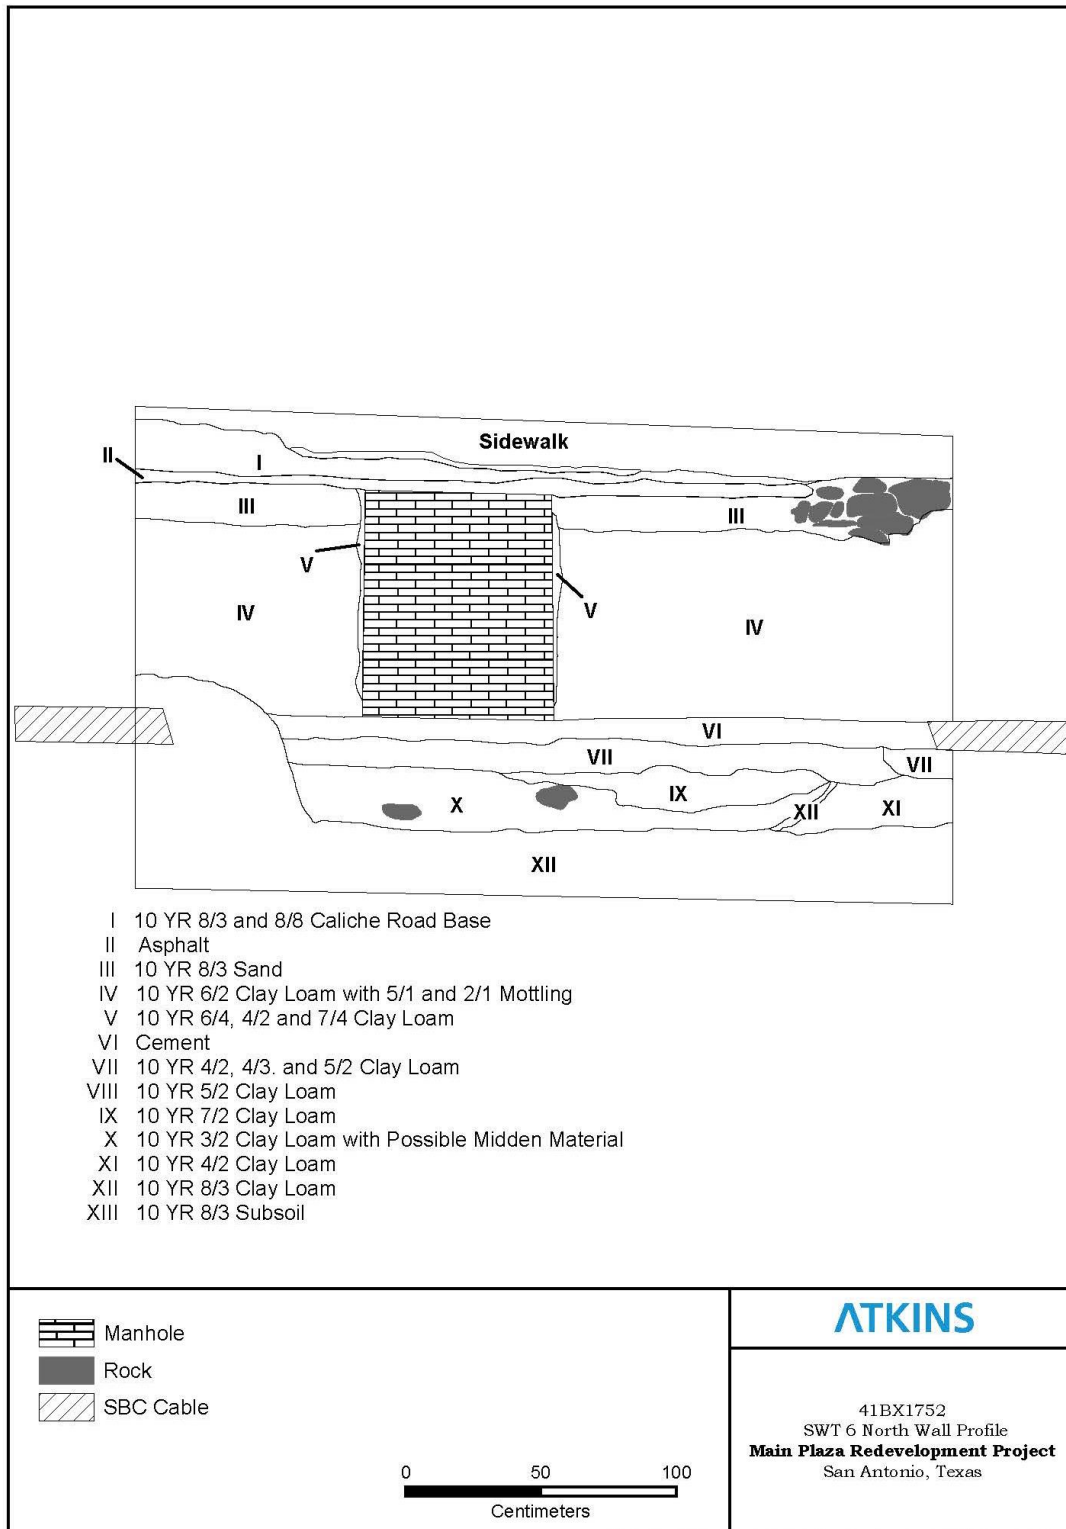 Sidewalk
II
I
III
III
V
V
IV
IV
VI
VII
VII
IX
X
XII
XI
XII
I 10 YR 8/3 and 8/8 Caliche Road Base
II Asphalt
III 10 YR 8/3 Sand
IV 10 YR 6/2 Clay Loam with 5/1 and 2/1 Mottling
V 10 YR 6/4, 4/2 and 7/4 Clay Loam
VI Cement
VII 10 YR 4/2, 4/3. and 5/2 Clay Loam
VIII 10 YR 5/2 Clay Loam
IX 10 YR 7/2 Clay Loam
X 10 YR 3/2 Clay Loam with Possible Midden Material
XI 10 YR 4/2 Clay Loam
XII 10 YR 8/3 Clay Loam
XIII 10 YR 8/3 Subsoil
Manhole
Rock
SBC Cable
0 50 100
Centimeters
ATKINS
41BX1752
SWT 6 North Wall Profile
Main Plaza Redevelopment Project
San Antonio, Texas